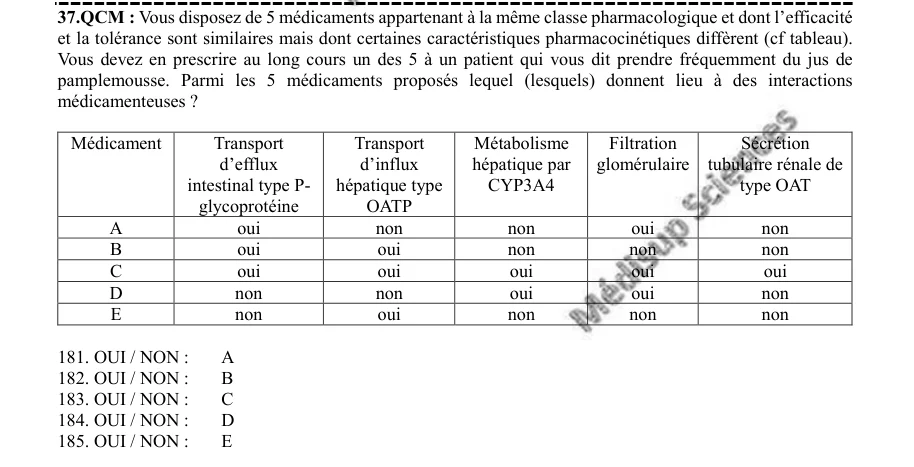 37.QCM : Vous disposez de 5 médicaments appartenant à la même classe pharmacologique et dont l'efficacité
et la tolérance sont similaires mais dont certaines caractéristiques pharmacocinétiques diffèrent (cf tableau).
Vous devez en prescrire au long cours un des 5 à un patient qui vous dit prendre fréquemment du jus de
pamplemousse. Parmi les 5 médicaments proposés lequel (lesquels) donnent lieu à des interactions
médicamenteuses ?
Médicament Transport Transport Métabolisme Filtration Sécrétion
d'efflux d'influx hépatique par glomérulaire tubulaire rénale de
intestinal type P- hépatique type CYP3A4 type OAT
glycoprotéine OATP
A oui non non oui non
B oui oui non non non
C oui oui oui oui oui
D non non oui oui non
E non oui non non non
Médisup Sciences
181. OUI / NON : A
182. OUI / NON : B
183. OUI / NON : C
184. OUI / NON : D
185. OUI / NON : E